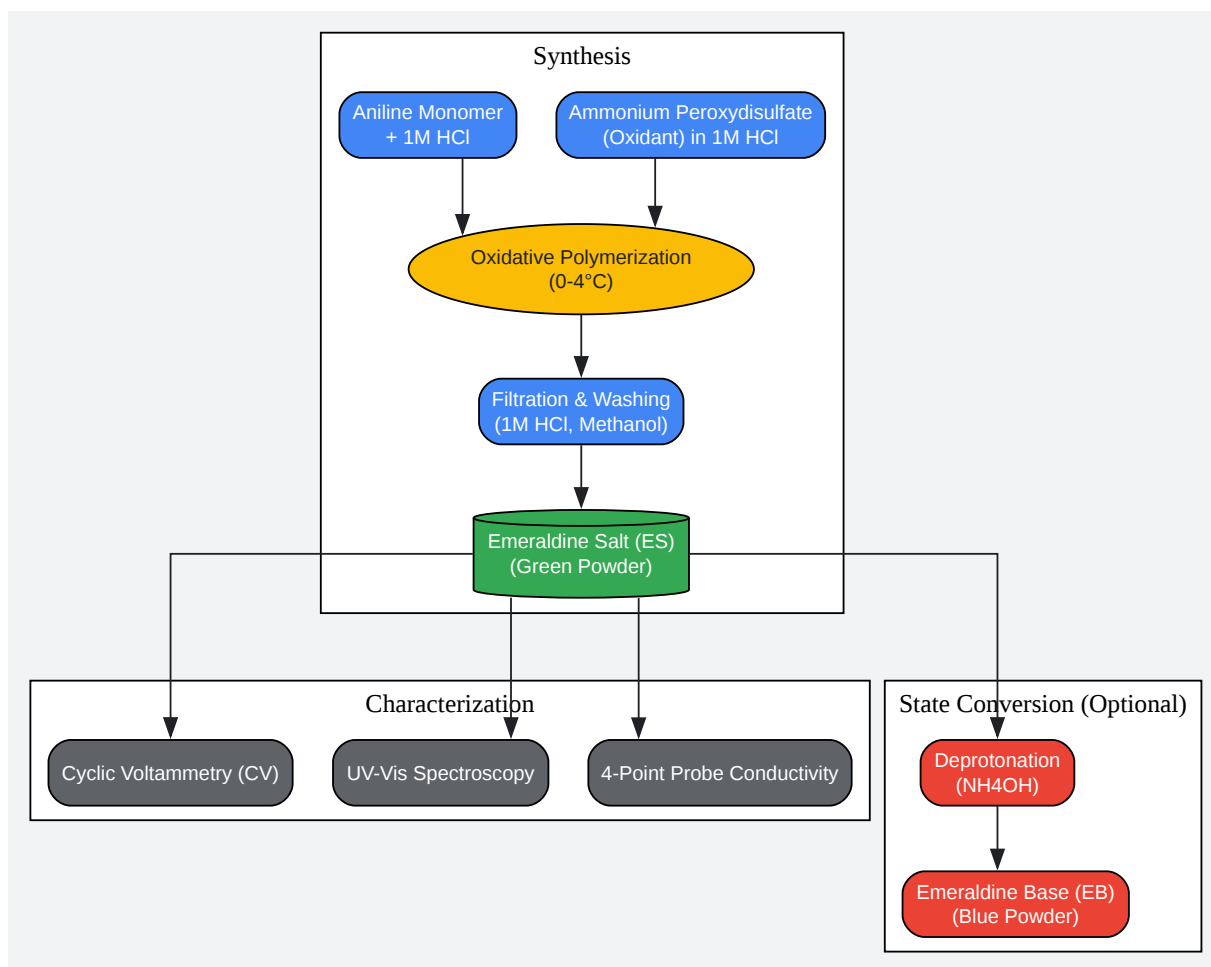 Synthesis
Aniline Monomer
+ 1M HCl
Ammonium Peroxydisulfate
(Oxidant) in 1M HCl
Oxidative Polymerization
(0-4°C)
Filtration & Washing
(1M HCl, Methanol)
Emeraldine Salt (ES)
(Green Powder)
Characterization
Cyclic Voltammetry (CV)
UV-Vis Spectroscopy
4-Point Probe Conductivity
State Conversion (Optional)
Deprotonation
(NH4OH)
Emeraldine Base (EB)
(Blue Powder)